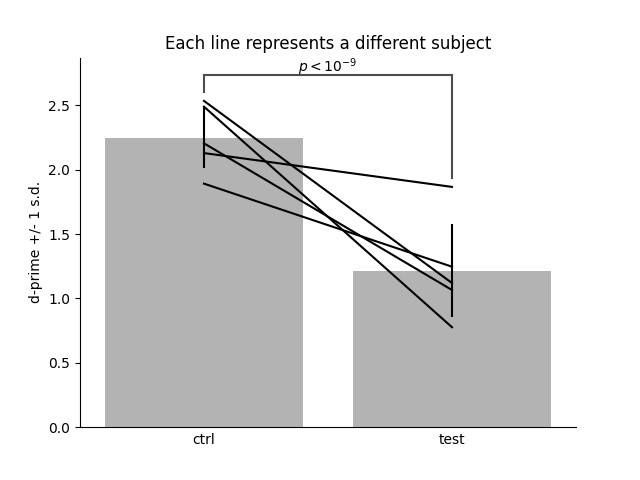 Each line represents a different subject
p < 10⁻⁹
d-prime +/- 1 s.d.
2.5
2.0
1.5
1.0
0.5
0.0
ctrl test